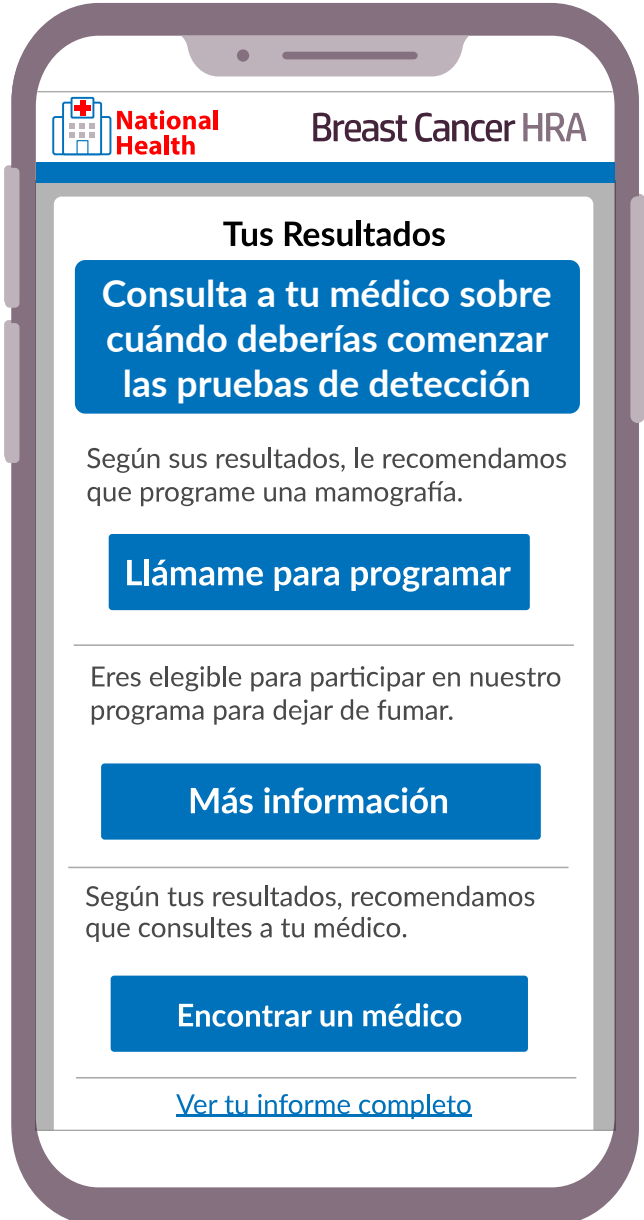 National
Health
Breast Cancer HRA
Tus Resultados
Consulta a tu médico sobre
cuándo deberías comenzar
las pruebas de detección
Según sus resultados, le recomendamos
que programe una mamografía.
Llámame para programar
Eres elegible para participar en nuestro
programa para dejar de fumar.
Más información
Según tus resultados, recomendamos
que consultes a tu médico.
Encontrar un médico
Ver tu informe completo